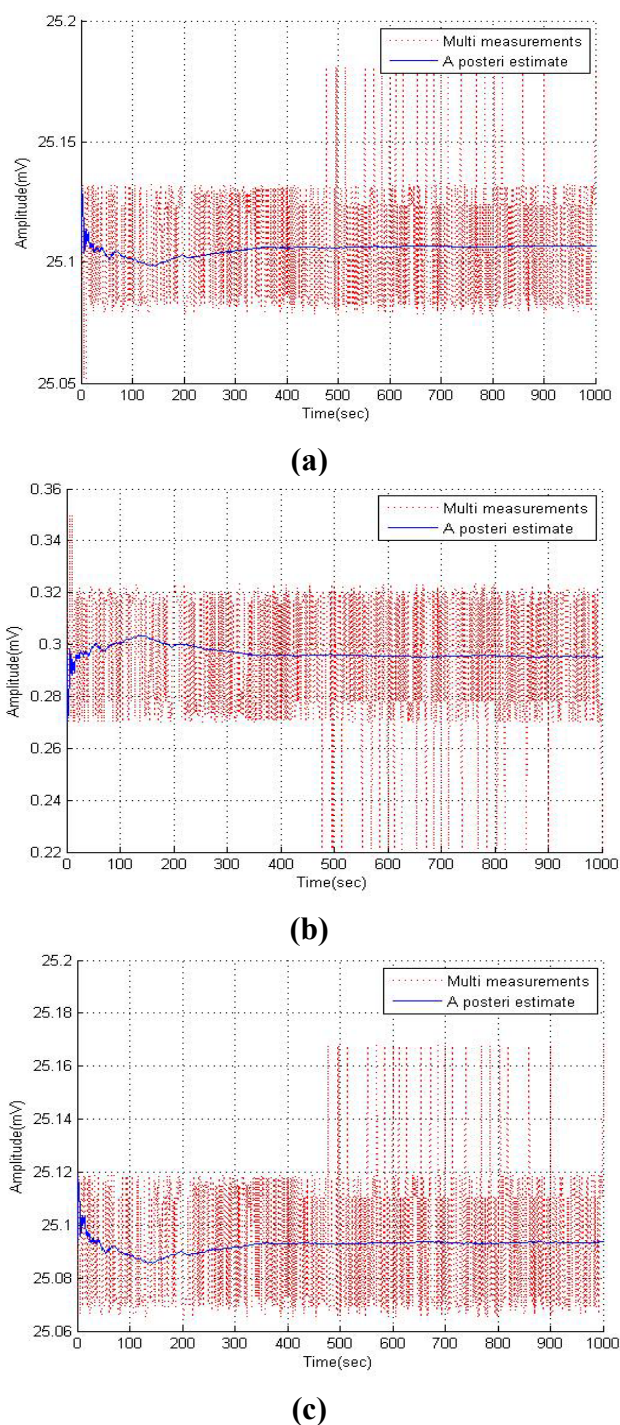 25.2
Multi measurements
A posteri estimate
25.15
Amplitude(mV)
25.1
25.05
0 100 200 300 400 500 600 700 800 900 1000
Time(sec)
(a)
0.36
Multi measurements
A posteri estimate
0.34
0.32
Amplitude(mV)
0.3
0.28
0.26
0.24
0.22
0 100 200 300 400 500 600 700 800 900 1000
Time(sec)
(b)
25.2
Multi measurements
A posteri estimate
25.18
25.16
25.14
Amplitude(mV)
25.12
25.1
25.08
25.06
0 100 200 300 400 500 600 700 800 900 1000
Time(sec)
(c)